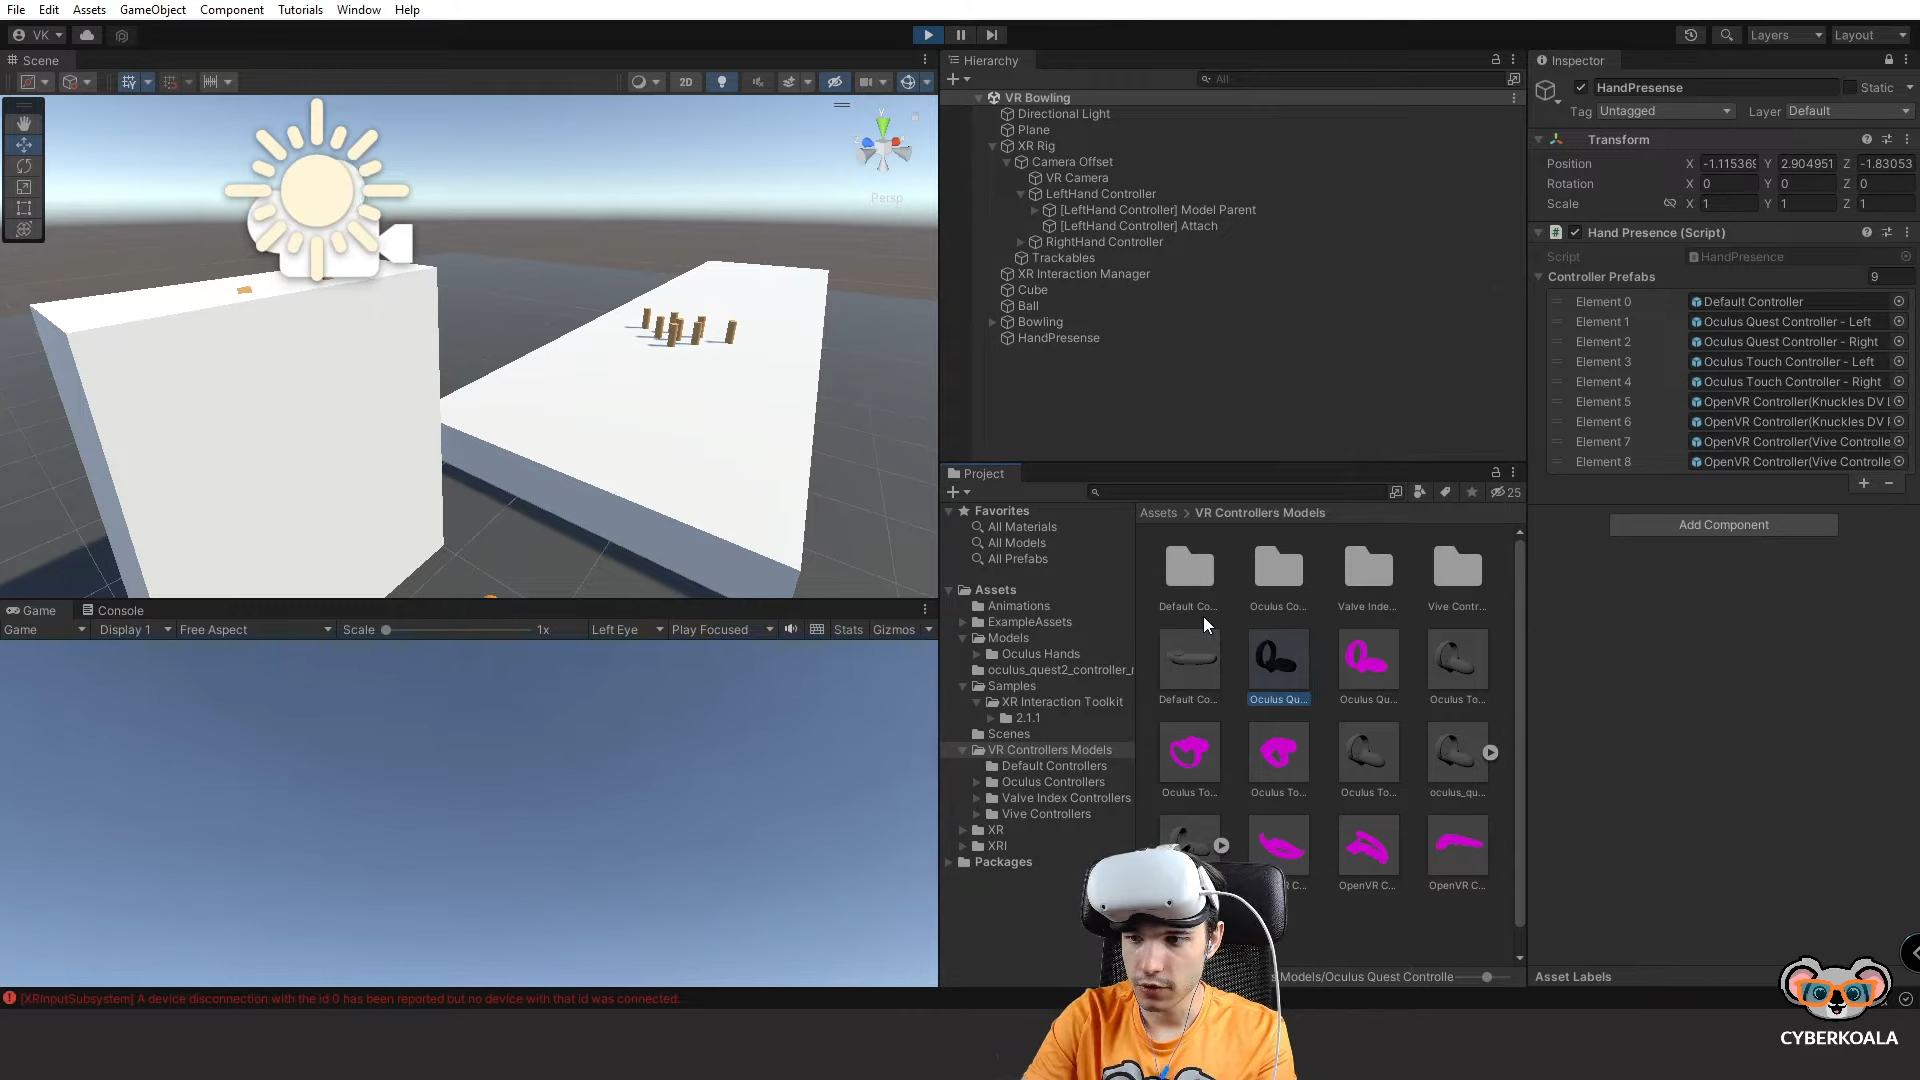 File Edit Assets GameObject Component Tutorials Window Help
VK
Layers
Layout
Scene
2D
Persp
Hierarchy
All
VR Bowling
Directional Light
Plane
XR Rig
Camera Offset
VR Camera
LeftHand Controller
[LeftHand Controller] Model Parent
[LeftHand Controller] Attach
RightHand Controller
Trackables
XR Interaction Manager
Cube
Ball
Bowling
HandPresense
Inspector
HandPresense
Static
Tag Untagged Layer Default
Transform
Position X -1.115369 Y 2.904951 Z -1.83053
Rotation X 0 Y 0 Z 0
Scale X 1 Y 1 Z 1
# Hand Presence (Script)
Script HandPresence
Controller Prefabs 9
Element 0 Default Controller
Element 1 Oculus Quest Controller - Left
Element 2 Oculus Quest Controller - Right
Element 3 Oculus Touch Controller - Left
Element 4 Oculus Touch Controller - Right
Element 5 OpenVR Controller(Knuckles DV
Element 6 OpenVR Controller(Knuckles DV
Element 7 OpenVR Controller(Vive Controlle
Element 8 OpenVR Controller(Vive Controlle
+ −
Add Component
Asset Labels
Project
25
Favorites
All Materials
All Models
All Prefabs
Assets
Animations
ExampleAssets
Models
Oculus Hands
oculus_quest2_controller_
Samples
XR Interaction Toolkit
2.1.1
Scenes
VR Controllers Models
Default Controllers
Oculus Controllers
Valve Index Controllers
Vive Controllers
XR
XRI
Packages
Assets > VR Controllers Models
Default Co... Oculus Co... Valve Inde... Vive Contr...
Default Co... Oculus Qu... Oculus Qu... Oculus To...
Oculus To... Oculus To... Oculus To... oculus_qu...
C... OpenVR C... OpenVR C...
Models/Oculus Quest Controlle
Game Console
Game Display 1 Free Aspect Scale 1x Left Eye Play Focused Stats Gizmos
[XRInputSubsystem] A device disconnection with the id 0 has been reported but no device with that id was connected.
CYBERKOALA